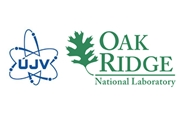 ÚJV
OAK
RIDGE
National Laboratory